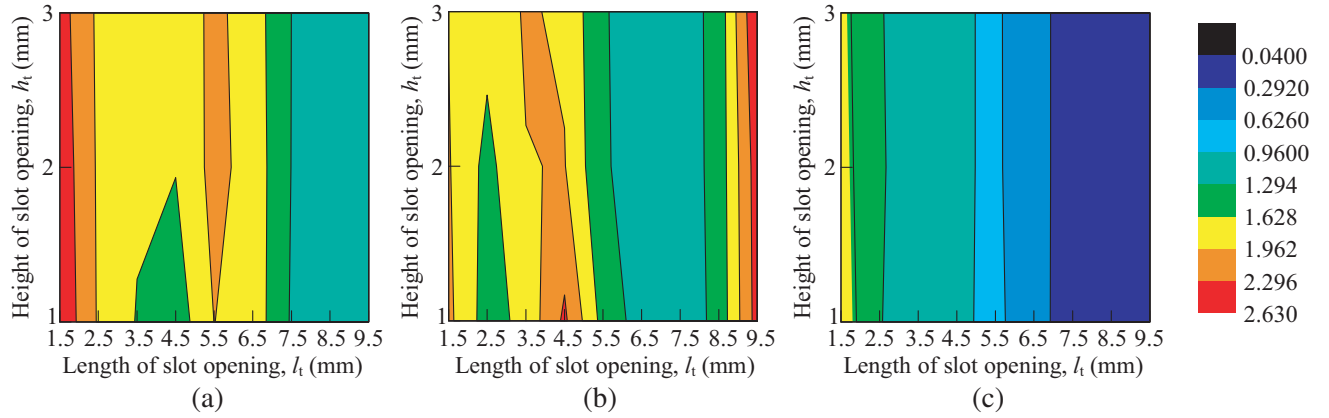 3
2
1
Height of slot opening, hₜ (mm)
1.5 2.5 3.5 4.5 5.5 6.5 7.5 8.5 9.5
Length of slot opening, lₜ (mm)
(a)
3
2
1
Height of slot opening, hₜ (mm)
1.5 2.5 3.5 4.5 5.5 6.5 7.5 8.5 9.5
Length of slot opening, lₜ (mm)
(b)
3
2
1
Height of slot opening, hₜ (mm)
1.5 2.5 3.5 4.5 5.5 6.5 7.5 8.5 9.5
Length of slot opening, lₜ (mm)
(c)
0.0400
0.2920
0.6260
0.9600
1.294
1.628
1.962
2.296
2.630